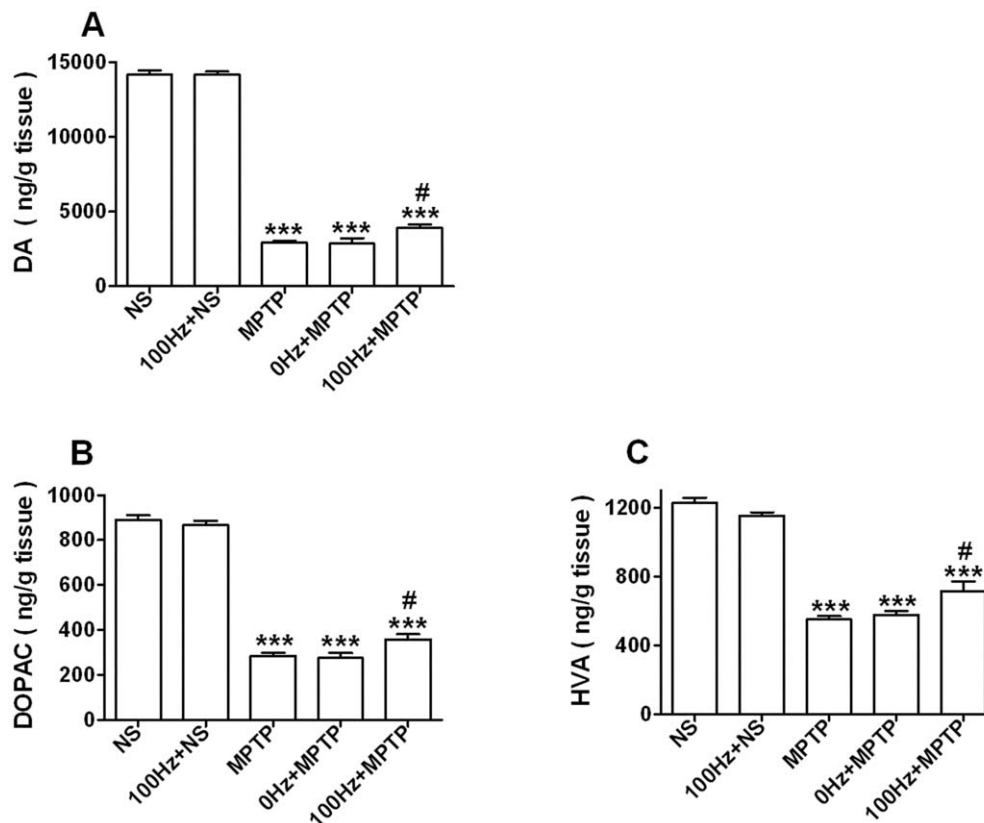 A
DA ( ng/g tissue )
15000
10000
5000
0
***
***
#
***
NS
100Hz+NS
MPTP
0Hz+MPTP
100Hz+MPTP
B
DOPAC ( ng/g tissue )
1000
800
600
400
200
0
***
***
#
***
NS
100Hz+NS
MPTP
0Hz+MPTP
100Hz+MPTP
C
HVA ( ng/g tissue )
1200
800
400
0
***
***
#
***
NS
100Hz+NS
MPTP
0Hz+MPTP
100Hz+MPTP